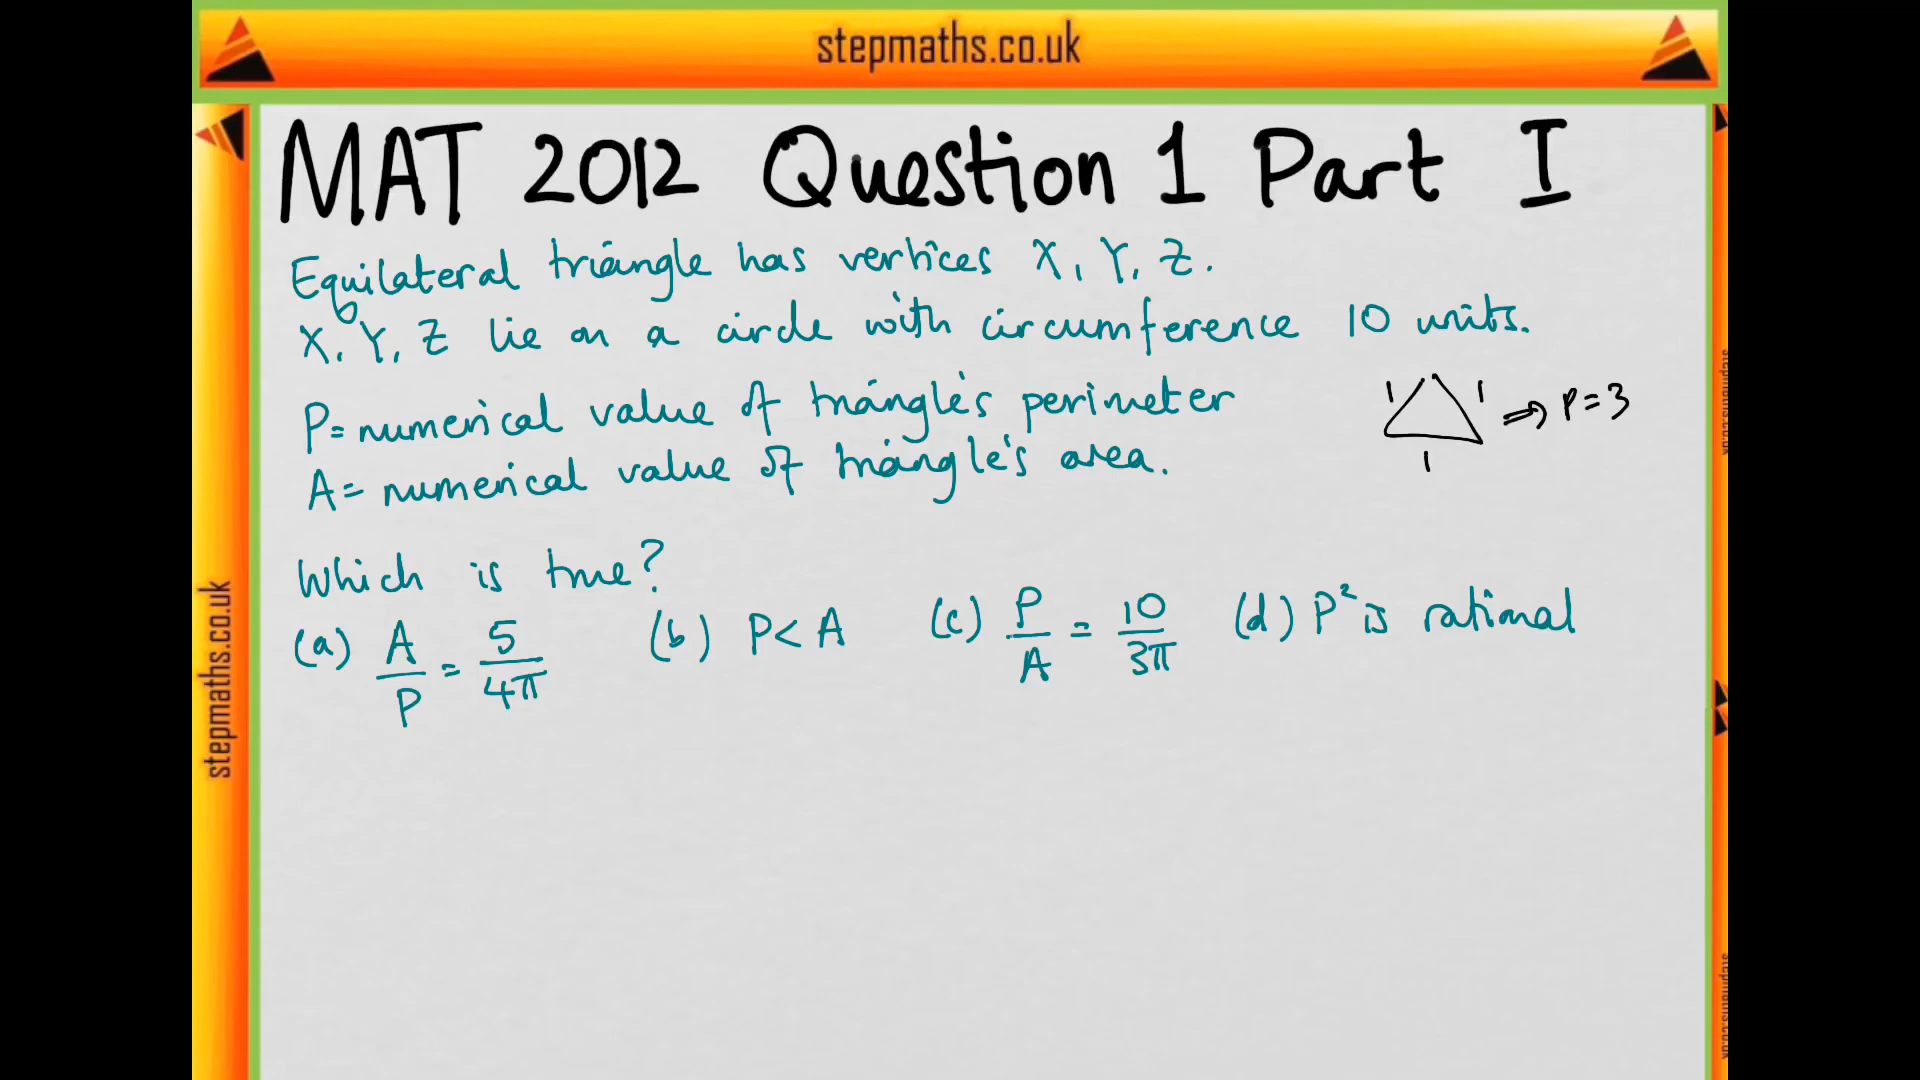 stepmaths.co.uk
MAT 2012 Question 1 Part I
Equilateral triangle has vertices X, Y, Z.
X, Y, Z lie on a circle with circumference 10 units.
P= numerical value of triangle's perimeter
A= numerical value of triangle's area.
1 1 ⇒ P=3
1
Which is true?
(a) A/P = 5/4π (b) P< A (c) P/A = 10/3π (d) P² is rational
stepmaths.co.uk